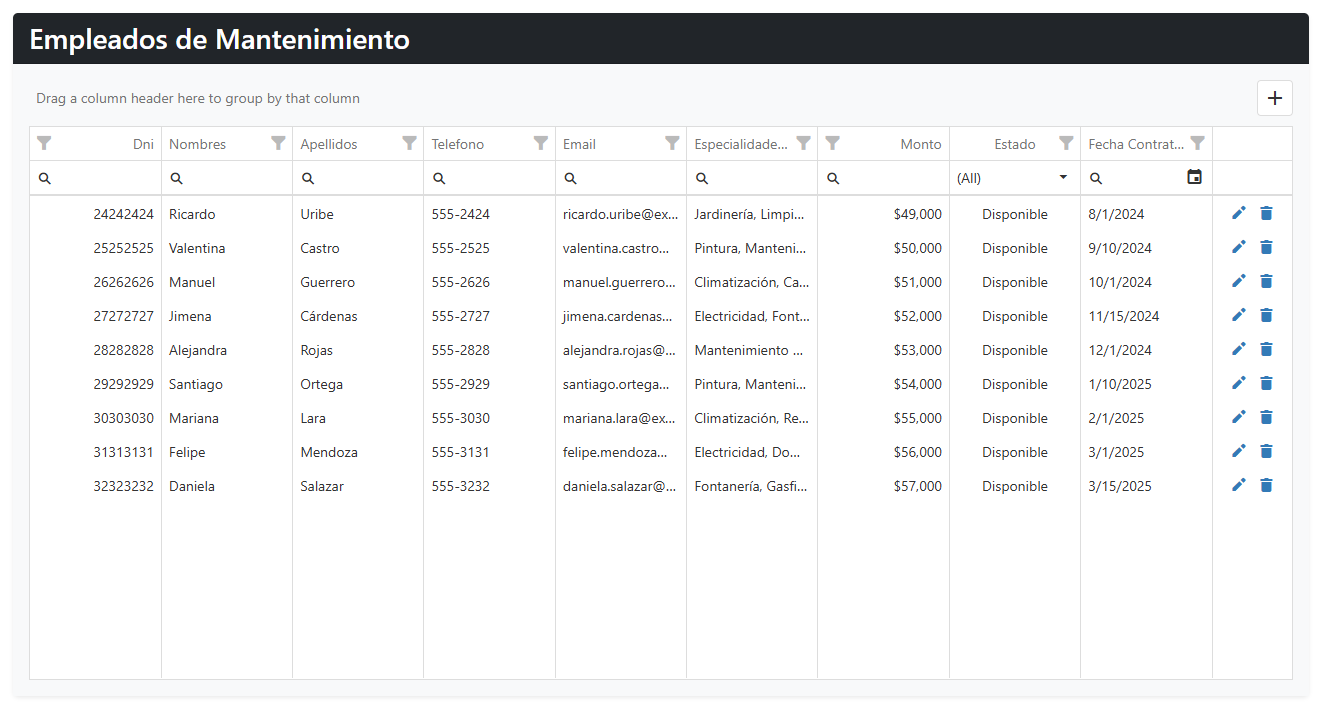 Empleados de Mantenimiento
Drag a column header here to group by that column
Dni Nombres Apellidos Telefono Email Especialidade... Monto Estado Fecha Contrat...
(All)
24242424 Ricardo Uribe 555-2424 ricardo.uribe@ex... Jardinería, Limpi... $49,000 Disponible 8/1/2024
25252525 Valentina Castro 555-2525 valentina.castro... Pintura, Manteni... $50,000 Disponible 9/10/2024
26262626 Manuel Guerrero 555-2626 manuel.guerrero... Climatización, Ca... $51,000 Disponible 10/1/2024
27272727 Jimena Cárdenas 555-2727 jimena.cardenas... Electricidad, Font... $52,000 Disponible 11/15/2024
28282828 Alejandra Rojas 555-2828 alejandra.rojas@... Mantenimiento ... $53,000 Disponible 12/1/2024
29292929 Santiago Ortega 555-2929 santiago.ortega... Pintura, Manteni... $54,000 Disponible 1/10/2025
30303030 Mariana Lara 555-3030 mariana.lara@ex... Climatización, Re... $55,000 Disponible 2/1/2025
31313131 Felipe Mendoza 555-3131 felipe.mendoza... Electricidad, Do... $56,000 Disponible 3/1/2025
32323232 Daniela Salazar 555-3232 daniela.salazar@... Fontanería, Gasfi... $57,000 Disponible 3/15/2025